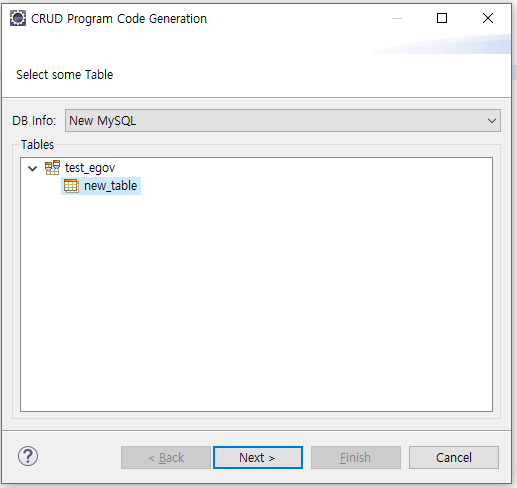 CRUD Program Code Generation
Select some Table
DB Info: New MySQL
Tables
test_egov
new_table
< Back Next > Finish Cancel